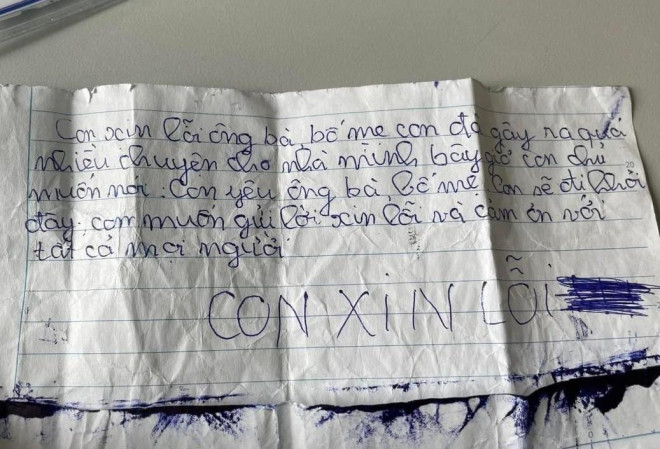 Con xin lỗi ông bà bố mẹ con đã gây ra quá
nhiều chuyện cho nhà mình, bây giờ con chu
muốn nơi. Con yêu ông bà, bố mẹ. Con sẽ đi khỏi
đây. con muốn gửi lời xin lỗi và cảm ơn với
tất cả mọi người
CON XIN LỖI